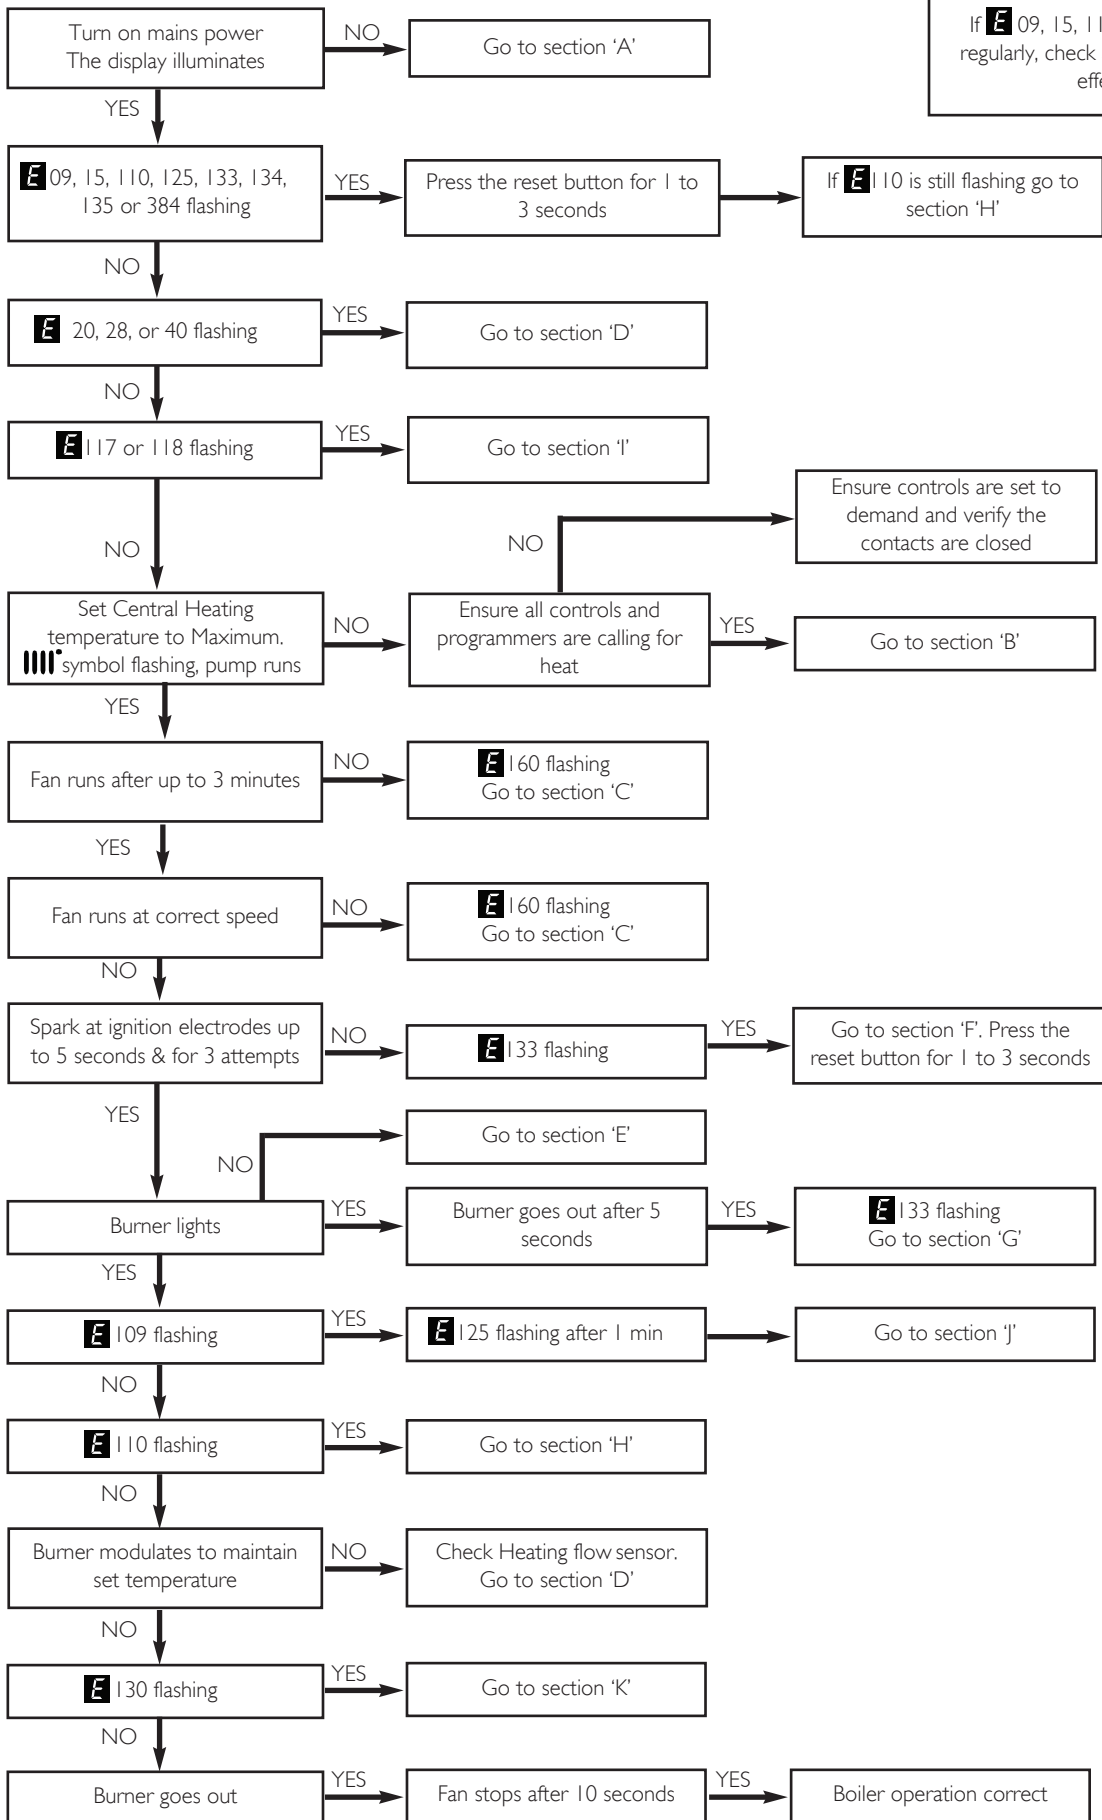 Turn on mains power
The display illuminates
NO
Go to section ‘A’
If E 09, 15, 11
regularly, check
YES
E 09, 15, 110, 125, 133, 134,
135 or 384 flashing
YES
Press the reset button for 1 to
3 seconds
If E 110 is still flashing go to
section ‘H’
NO
E 20, 28, or 40 flashing
YES
Go to section ‘D’
NO
E 117 or 118 flashing
YES
Go to section ‘I’
NO
Set Central Heating
temperature to Maximum.
symbol flashing, pump runs
NO
Ensure all controls and
programmers are calling for
heat
NO
Ensure controls are set to
demand and verify the
contacts are closed
YES
Go to section ‘B’
YES
Fan runs after up to 3 minutes
NO
E 160 flashing
Go to section ‘C’
YES
Fan runs at correct speed
NO
E 160 flashing
Go to section ‘C’
NO
Spark at ignition electrodes up
to 5 seconds & for 3 attempts
NO
E 133 flashing
YES
Go to section ‘F’. Press the
reset button for 1 to 3 seconds
YES
NO
Go to section ‘E’
Burner lights
YES
Burner goes out after 5
seconds
YES
E 133 flashing
Go to section ‘G’
YES
E 109 flashing
YES
E 125 flashing after 1 min
Go to section ‘J’
NO
E 110 flashing
YES
Go to section ‘H’
NO
Burner modulates to maintain
set temperature
NO
Check Heating flow sensor.
Go to section ‘D’
NO
E 130 flashing
YES
Go to section ‘K’
NO
Burner goes out
YES
Fan stops after 10 seconds
YES
Boiler operation correct